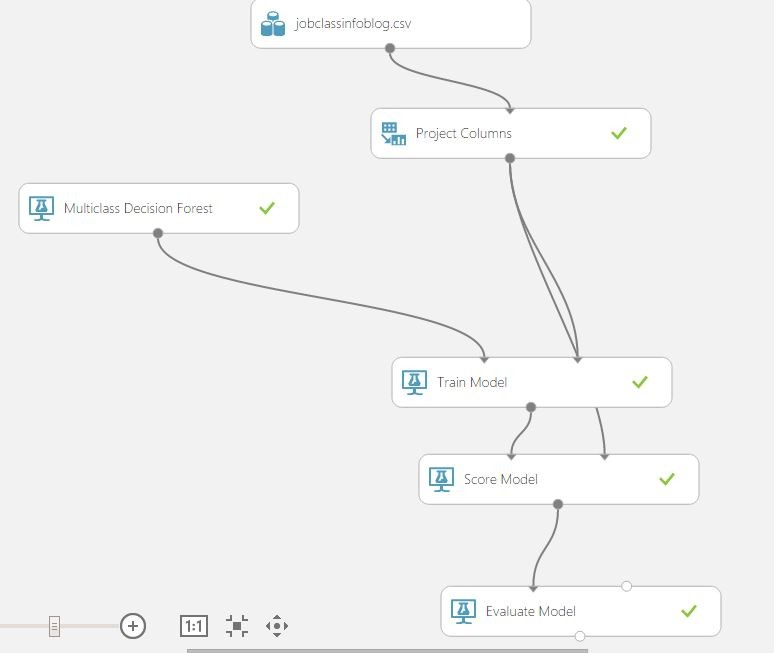 jobclassinfoblog.csv
Project Columns
Multiclass Decision Forest
Train Model
Score Model
Evaluate Model
1:1